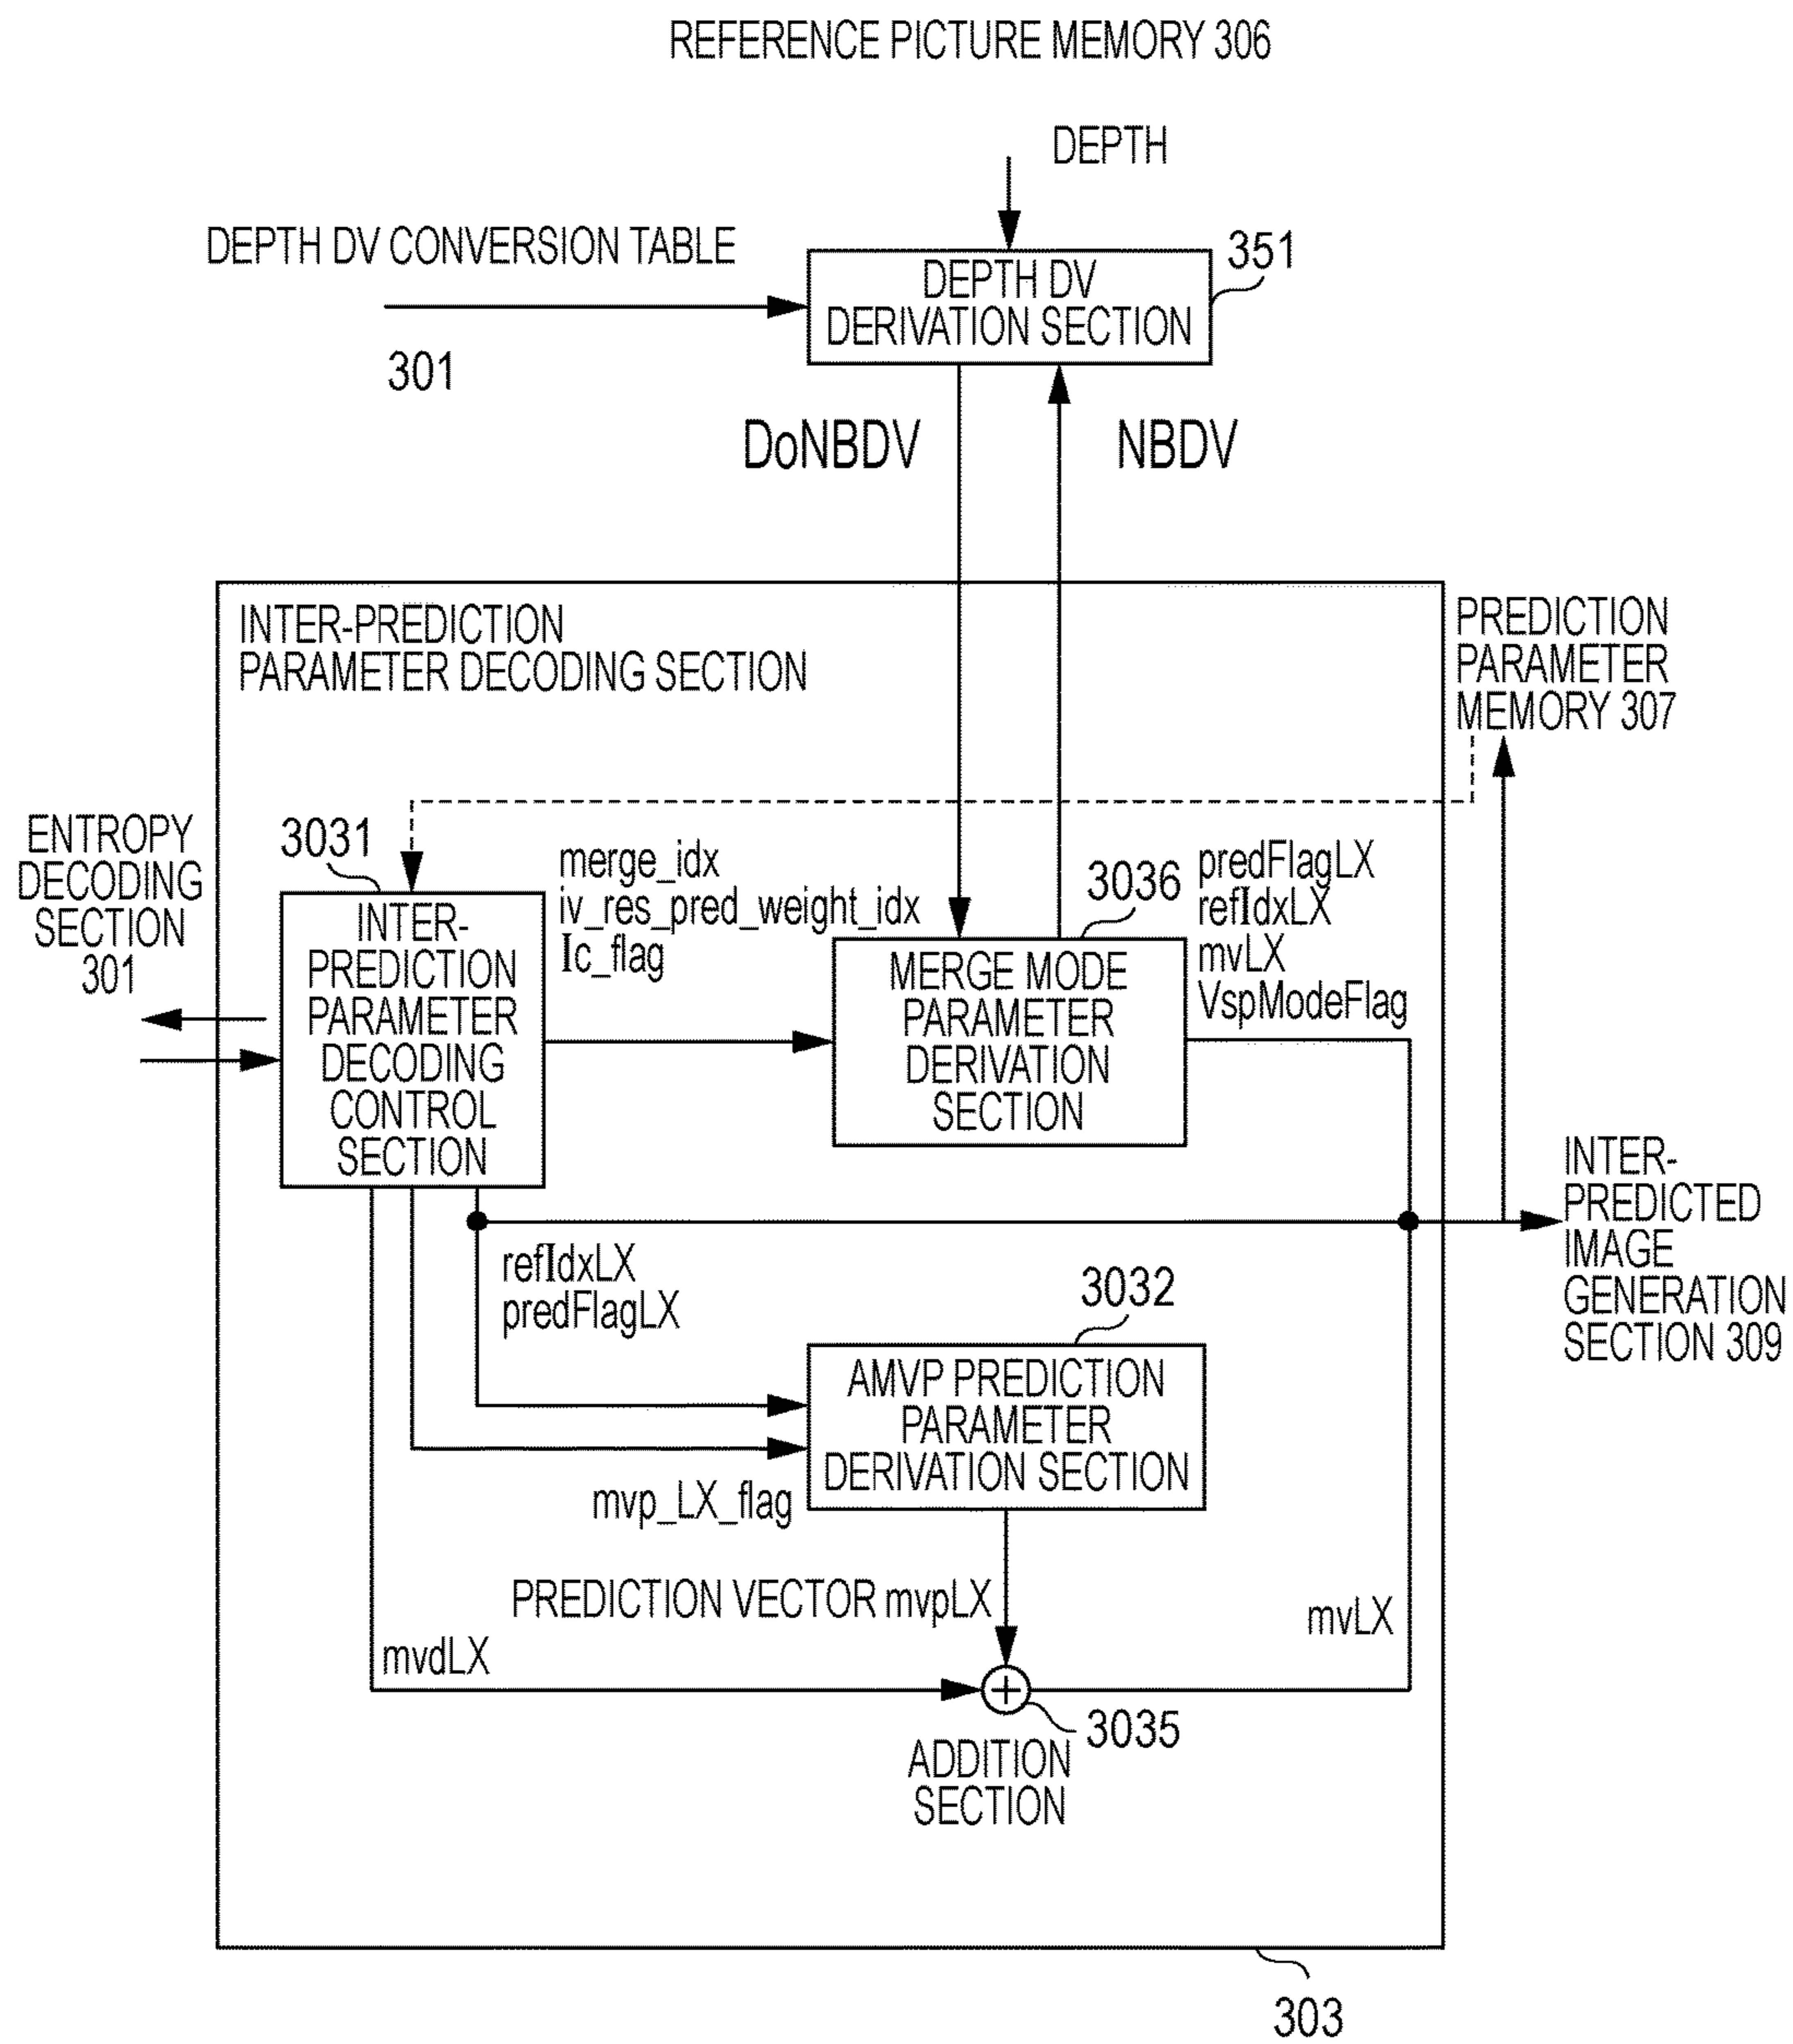 REFERENCE PICTURE MEMORY 306
DEPTH
DEPTH DV CONVERSION TABLE
301
351
DEPTH DV
DERIVATION SECTION
DoNBDV
NBDV
INTER-PREDICTION
PARAMETER DECODING SECTION
PREDICTION
PARAMETER
MEMORY 307
ENTROPY
DECODING
SECTION
301
3031
INTER-
PREDICTION
PARAMETER
DECODING
CONTROL
SECTION
merge_idx
iv_res_pred_weight_idx
Ic_flag
3036
MERGE MODE
PARAMETER
DERIVATION
SECTION
predFlagLX
refIdxLX
mvLX
VspModeFlag
INTER-
PREDICTED
IMAGE
GENERATION
SECTION 309
refIdxLX
predFlagLX
3032
AMVP PREDICTION
PARAMETER
DERIVATION SECTION
mvp_LX_flag
PREDICTION VECTOR mvpLX
mvLX
mvdLX
+
3035
ADDITION
SECTION
303